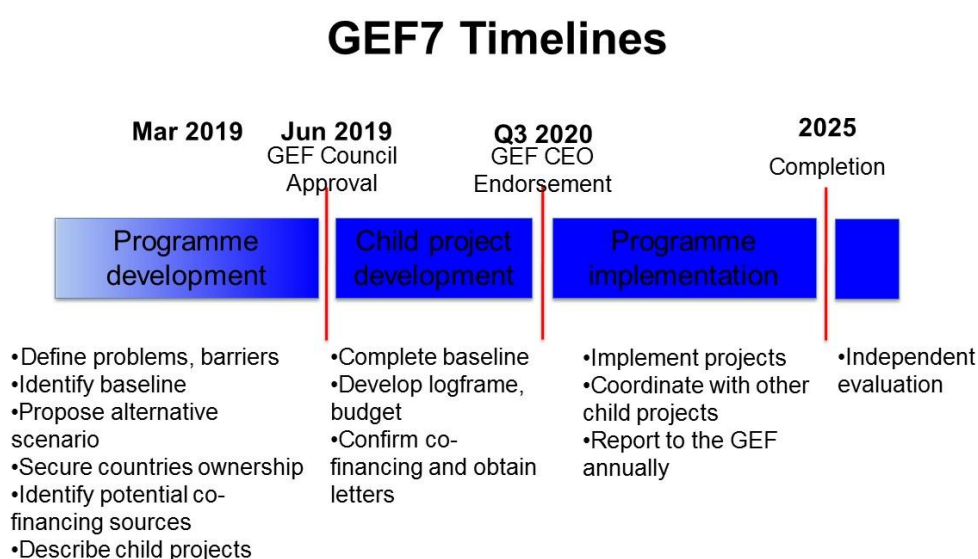 GEF7 Timelines
Mar 2019
Jun 2019
GEF Council
Approval
Q3 2020
GEF CEO
Endorsement
2025
Completion
Programme
development
Child project
development
Programme
implementation
•Define problems, barriers
•Identify baseline
•Propose alternative
scenario
•Secure countries ownership
•Identify potential co-
financing sources
•Describe child projects
•Complete baseline
•Develop logframe,
budget
•Confirm co-
financing and obtain
letters
•Implement projects
•Coordinate with other
child projects
•Report to the GEF
annually
•Independent
evaluation